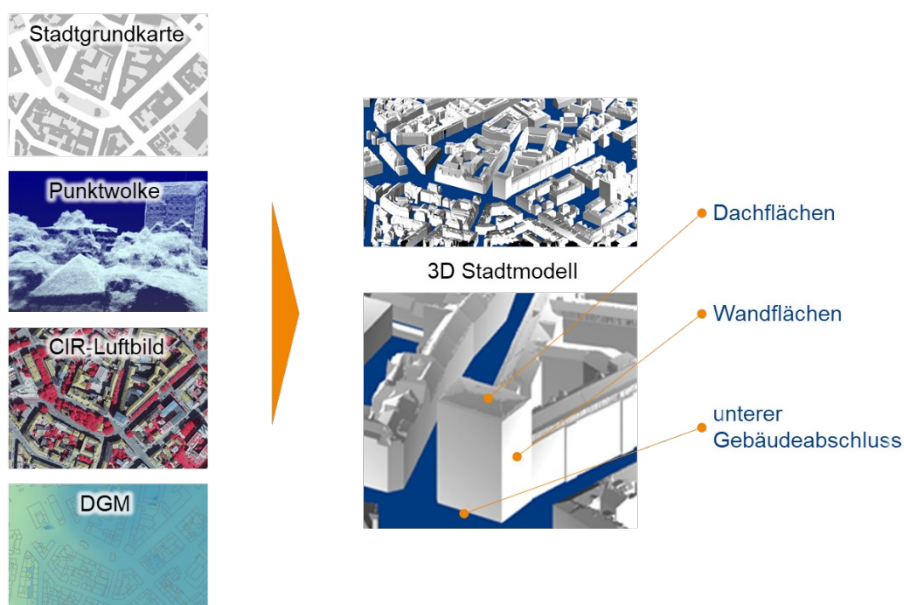 Stadtgrundkarte
Punktwolke
CIR-Luftbild
DGM
3D Stadtmodell
Dachflächen
Wandflächen
unterer
Gebäudeabschluss